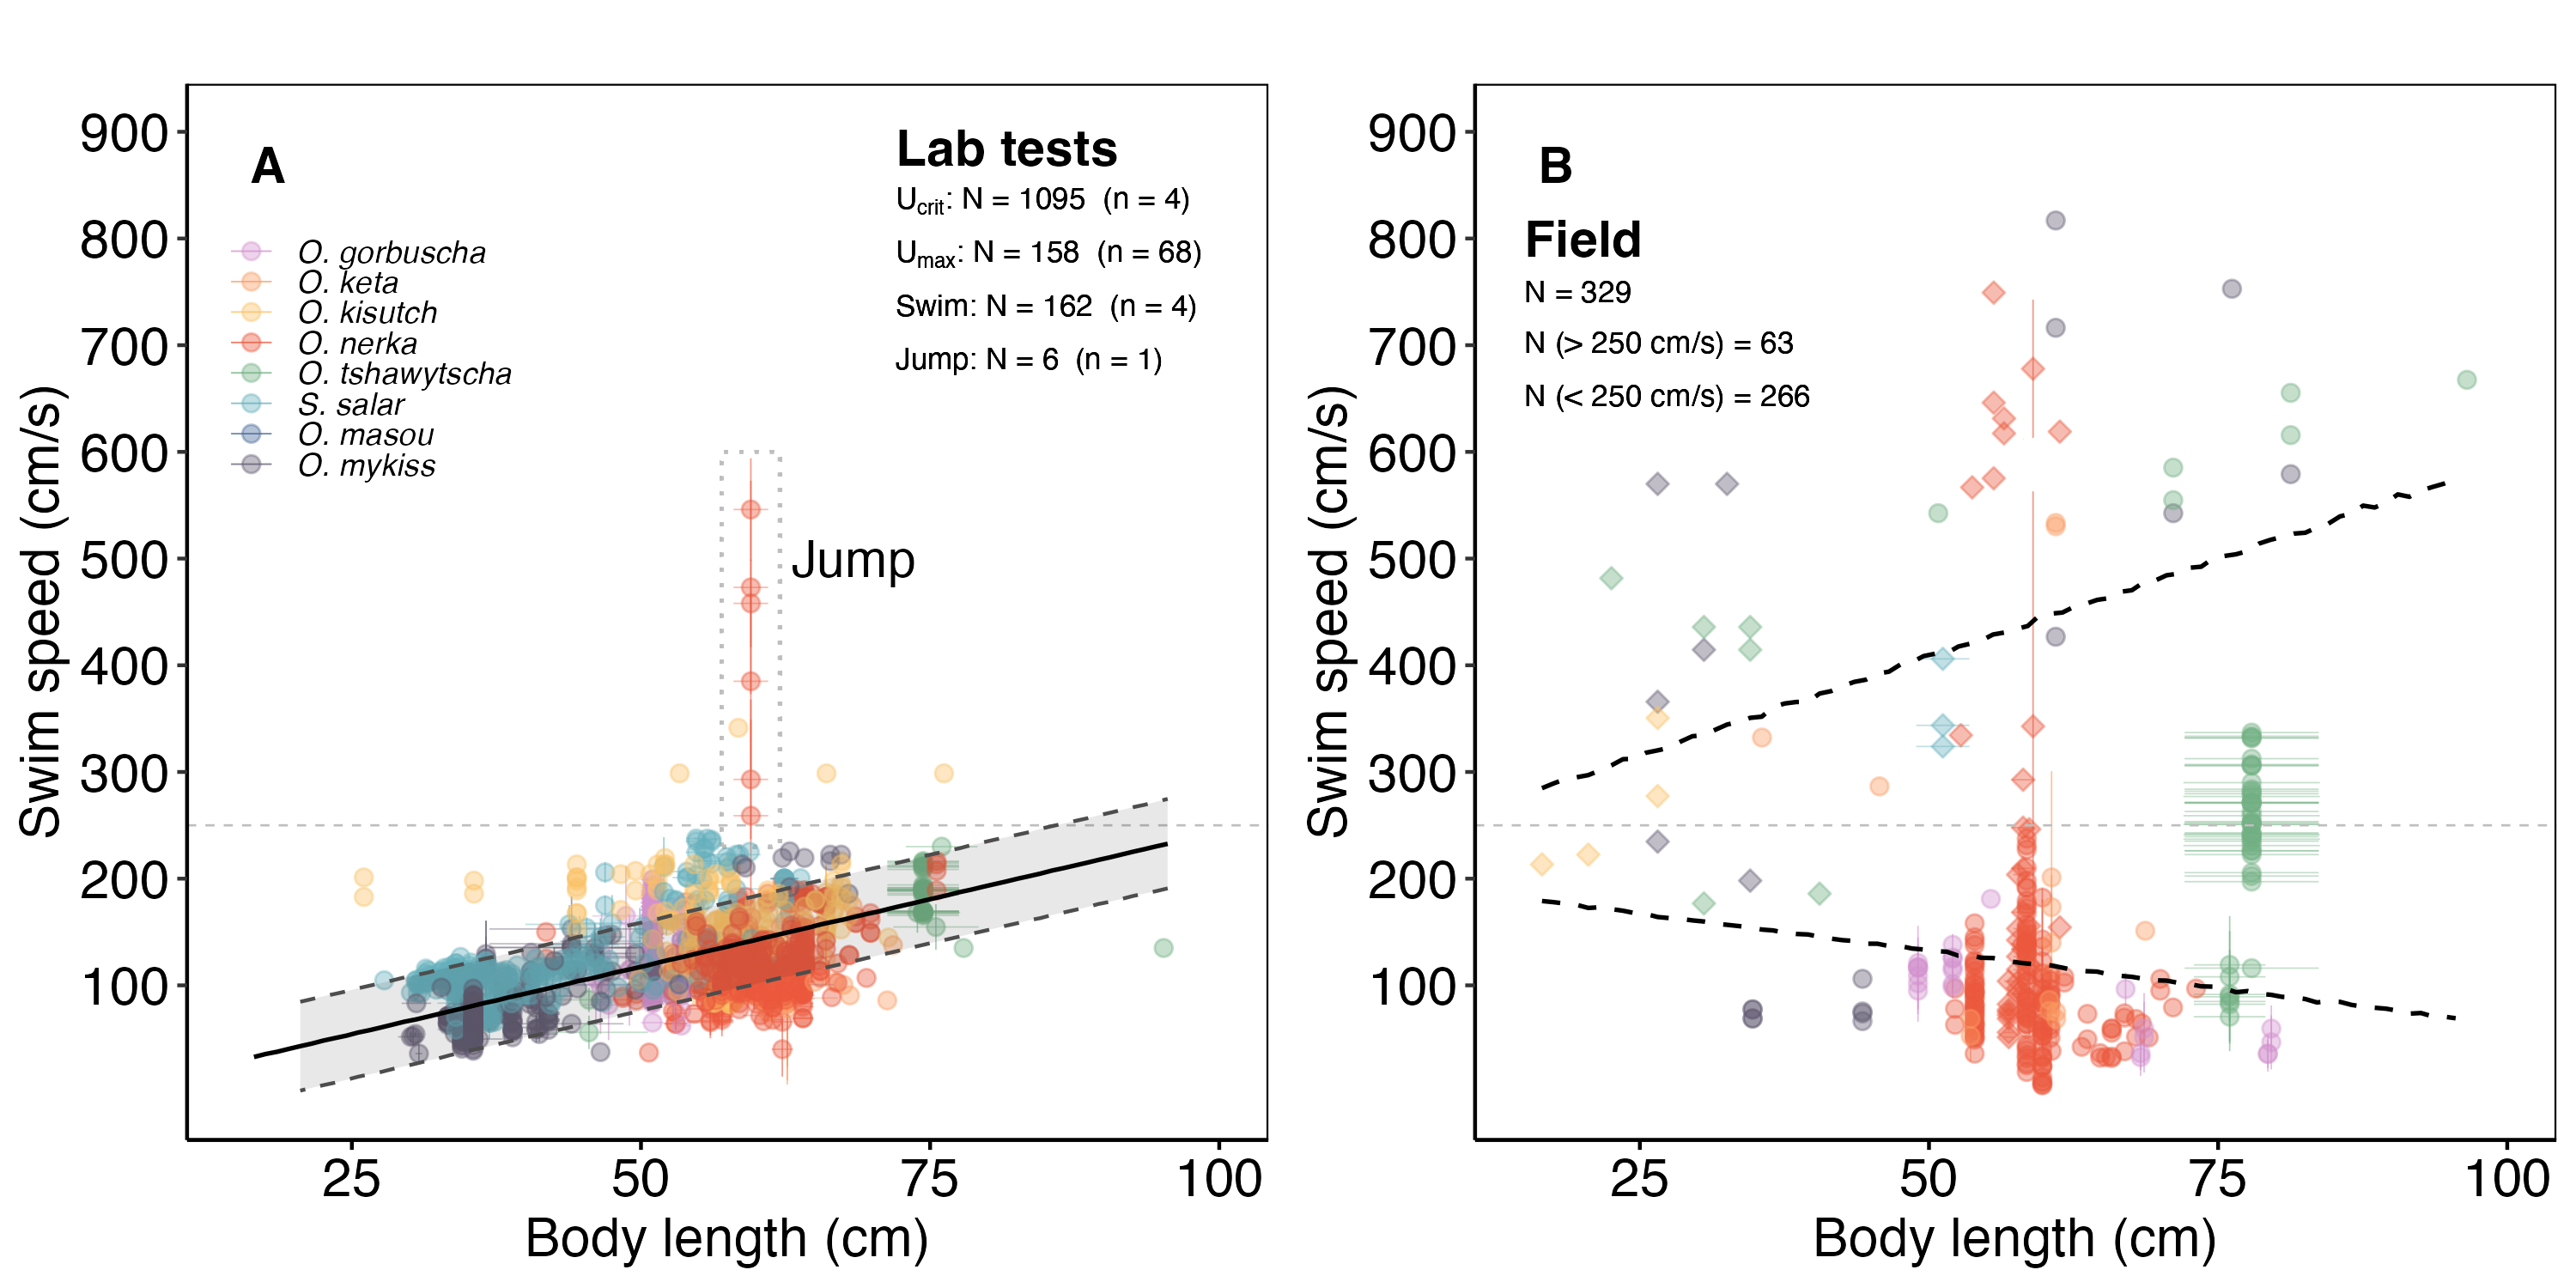 A
Lab tests
Ucrit: N = 1095 (n = 4)
Umax: N = 158 (n = 68)
Swim: N = 162 (n = 4)
Jump: N = 6 (n = 1)
O. gorbuscha
O. keta
O. kisutch
O. nerka
O. tshawytscha
S. salar
O. masou
O. mykiss
Jump
900
800
700
600
500
400
300
200
100
Swim speed (cm/s)
25 50 75 100
Body length (cm)
B
Field
N = 329
N (> 250 cm/s) = 63
N (< 250 cm/s) = 266
900
800
700
600
500
400
300
200
100
Swim speed (cm/s)
25 50 75 100
Body length (cm)